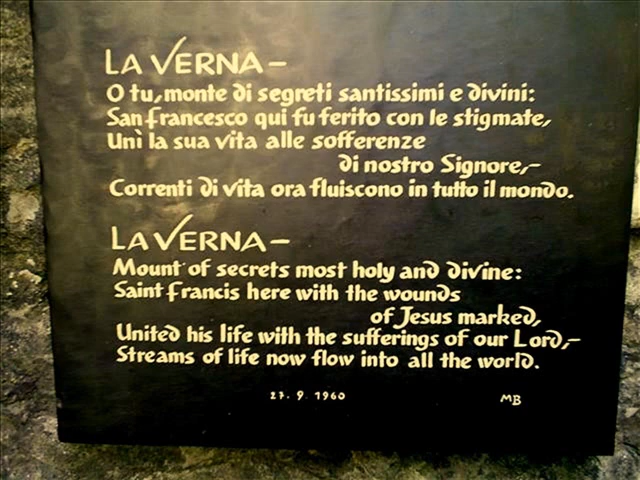 LA VERNA –
O tu, monte di segreti santissimi e divini:
San Francesco qui fu ferito con le stigmate,
Unì la sua vita alle sofferenze
di nostro Signore,–
Correnti di vita ora fluiscono in tutto il mondo.
LA VERNA –
Mount of secrets most holy and divine:
Saint Francis here with the wounds
of Jesus marked,
United his life with the sufferings of our Lord,–
Streams of life now flow into all the world.
27. 9. 1960 MB